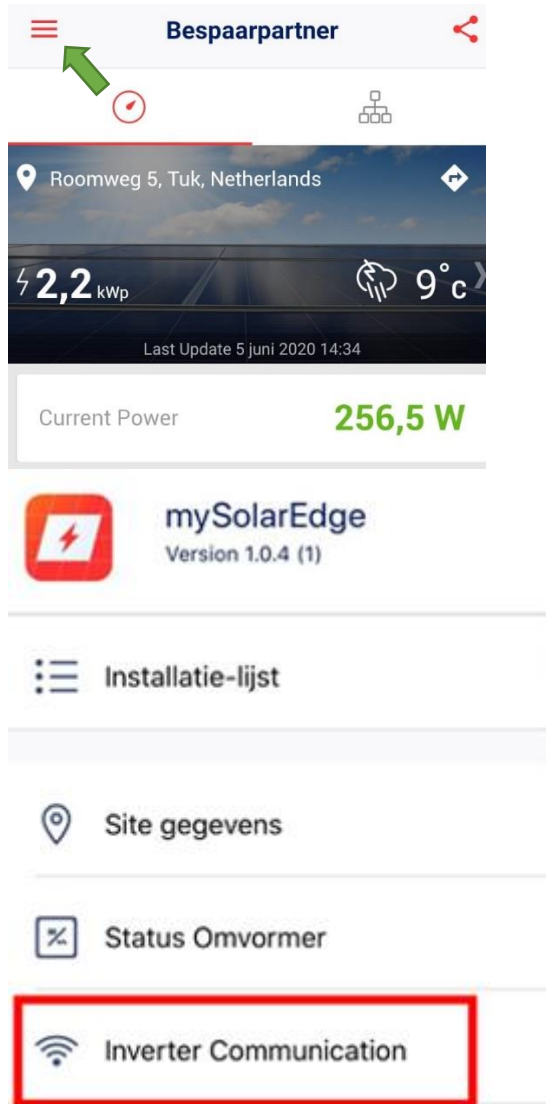 Bespaarpartner
Roomweg 5, Tuk, Netherlands
2,2 kWp
9°c
Last Update 5 juni 2020 14:34
Current Power 256,5 W
mySolarEdge
Version 1.0.4 (1)
Installatie-lijst
Site gegevens
Status Omvormer
Inverter Communication